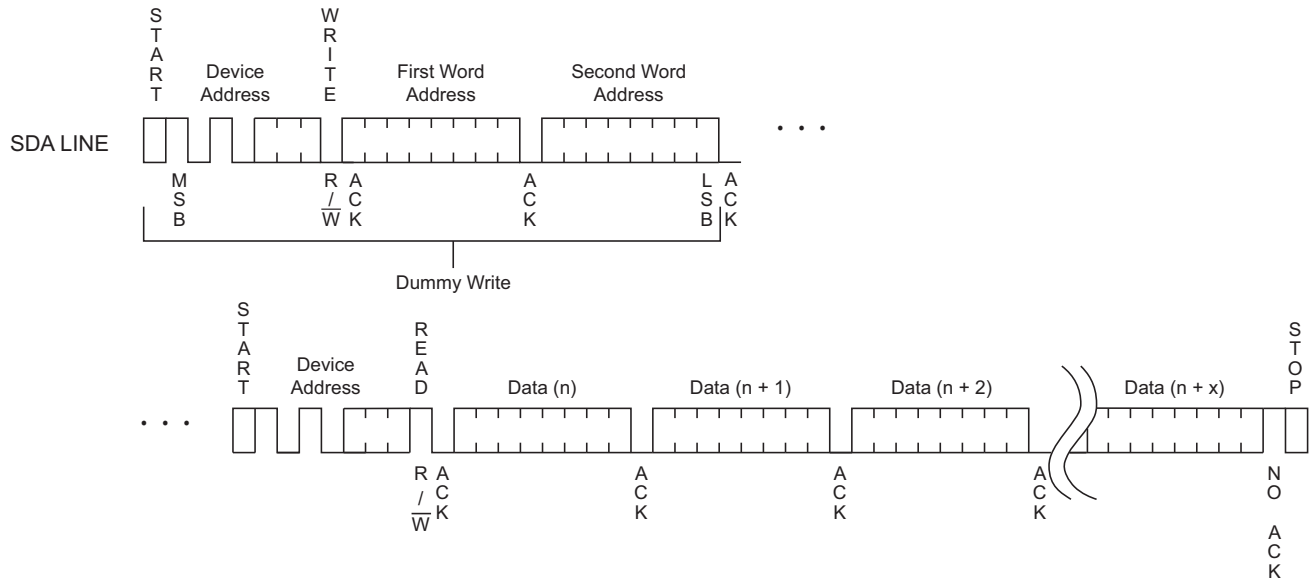 START
WRITE
Device
Address
First Word
Address
Second Word
Address
SDA LINE
. . .
MSB
R/W
ACK
ACK
LSB
ACK
Dummy Write
START
READ
STOP
Device
Address
Data (n)
Data (n + 1)
Data (n + 2)
Data (n + x)
. . .
R/W
ACK
ACK
ACK
ACK
NO ACK